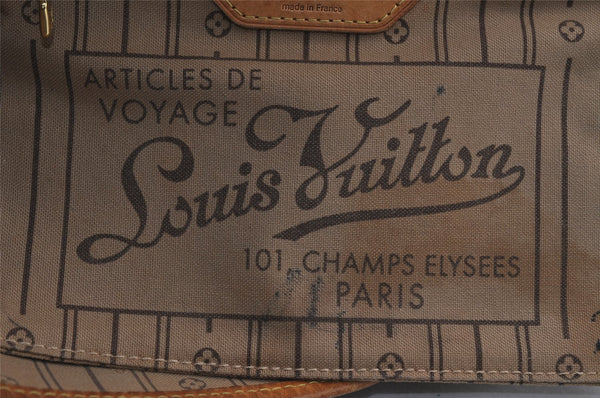 made in France
ARTICLES DE
VOYAGE
Louis Vuitton
101, CHAMPS ELYSEES
PARIS